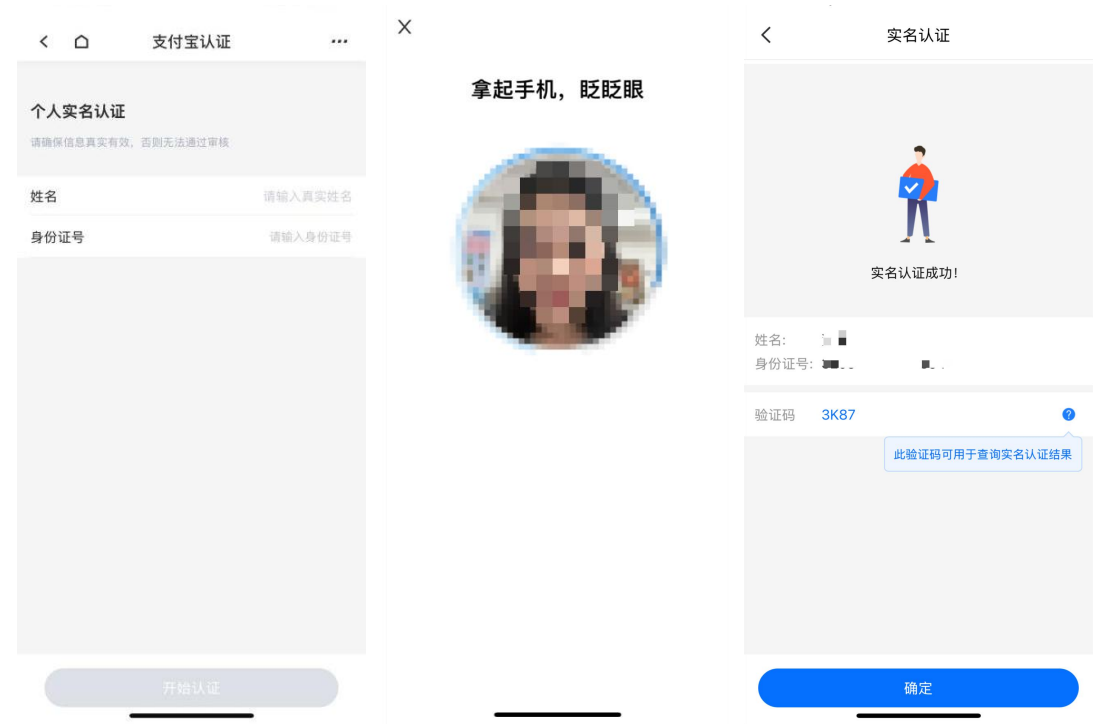 支付宝认证
个人实名认证
请确保信息真实有效，否则无法通过审核
姓名 请输入真实姓名
身份证号 请输入身份证号
开始认证
拿起手机，眨眨眼
实名认证
实名认证成功！
姓名:
身份证号:
验证码 3K87
此验证码可用于查询实名认证结果
确定